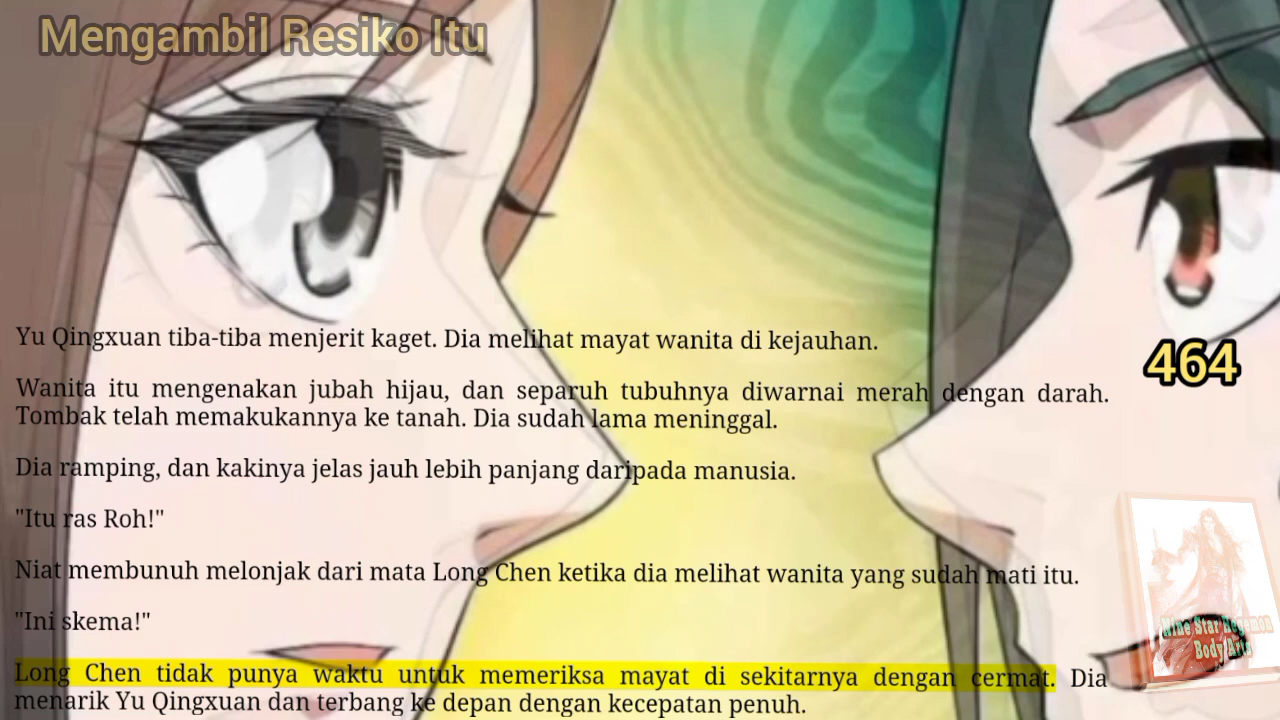 Mengambil Resiko Itu
Yu Qingxuan tiba-tiba menjerit kaget. Dia melihat mayat wanita di kejauhan.
464
Wanita itu mengenakan jubah hijau, dan separuh tubuhnya diwarnai merah dengan darah.
Tombak telah memakukannya ke tanah. Dia sudah lama meninggal.
Dia ramping, dan kakinya jelas jauh lebih panjang daripada manusia.
"Itu ras Roh!"
Niat membunuh melonjak dari mata Long Chen ketika dia melihat wanita yang sudah mati itu.
"Ini skema!"
Nine Star Hegemon
Body Arts
Long Chen tidak punya waktu untuk memeriksa mayat di sekitarnya dengan cermat. Dia
menarik Yu Qingxuan dan terbang ke depan dengan kecepatan penuh.